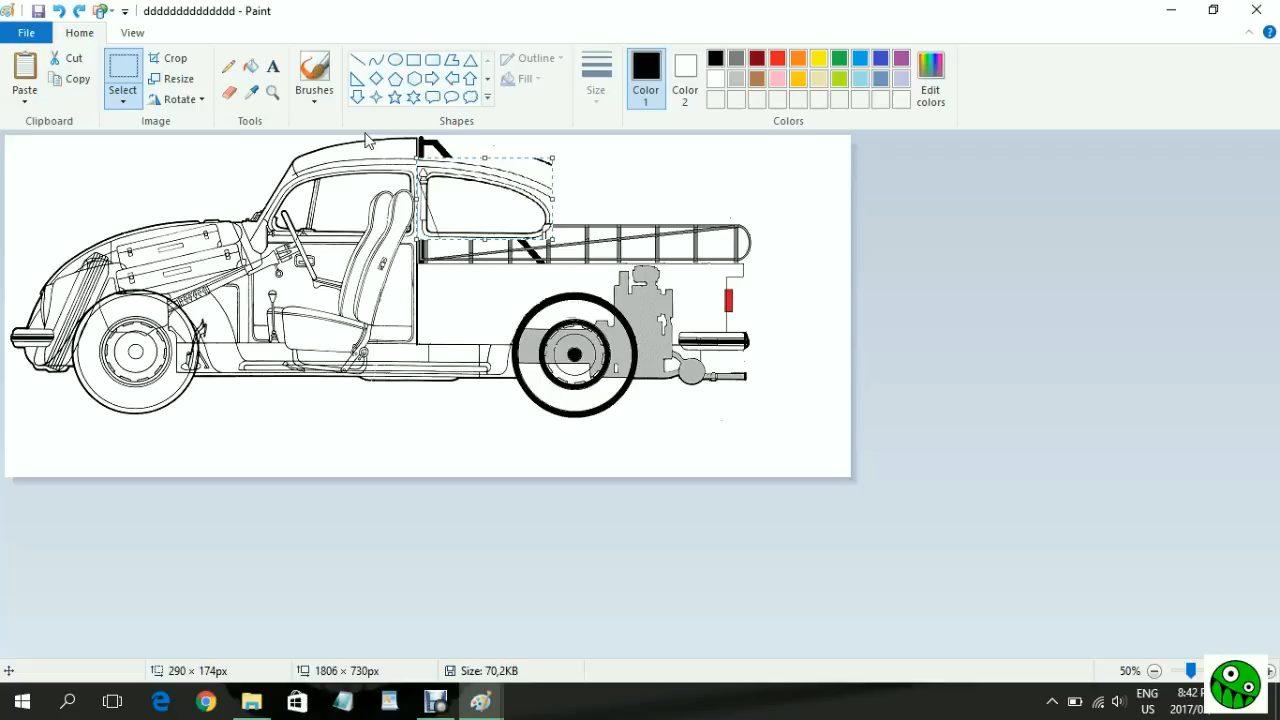 dddddddddddddd - Paint
File
Home
View
Paste
Cut
Copy
Clipboard
Select
Crop
Resize
Rotate
Image
A
Tools
Brushes
Shapes
Outline
Fill
Size
Color
1
Color
2
Edit
colors
Colors
290 × 174px
1806 × 730px
Size: 70,2KB
50%
ENG
US
8:42